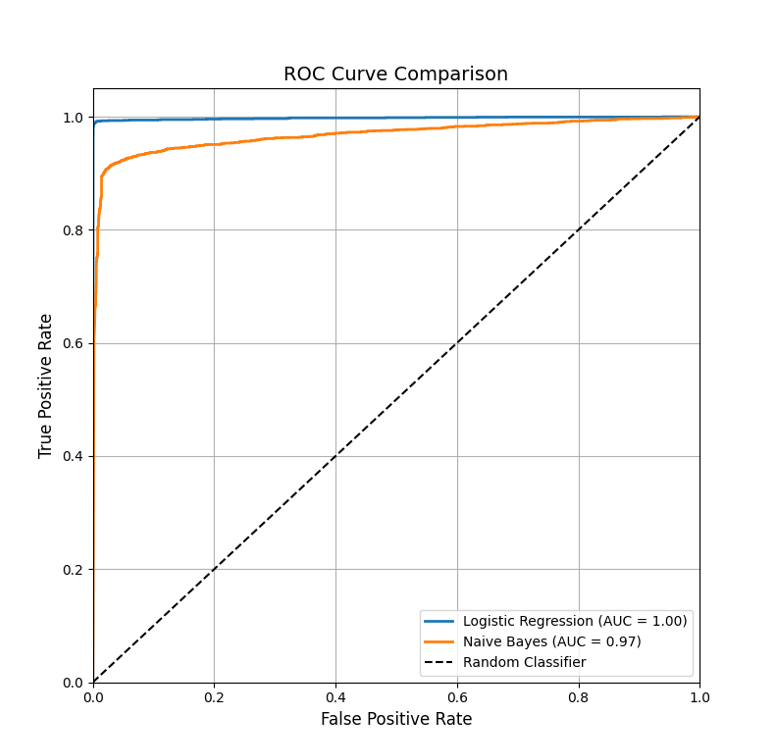 ROC Curve Comparison
True Positive Rate
1.0
0.8
0.6
0.4
0.2
0.0
0.0 0.2 0.4 0.6 0.8 1.0
False Positive Rate
Logistic Regression (AUC = 1.00)
Naive Bayes (AUC = 0.97)
Random Classifier